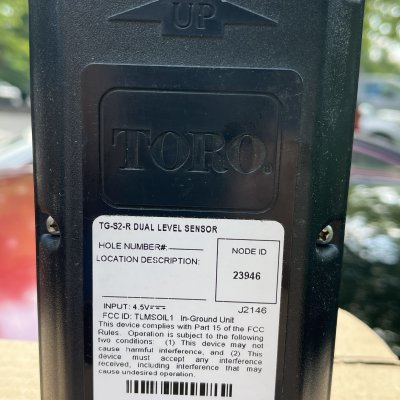 UP
TORO®
TG-S2-R DUAL LEVEL SENSOR
HOLE NUMBER#:
LOCATION DESCRIPTION:
NODE ID
23946
INPUT: 4.5V
J2146
FCC ID: TLMSOIL1 In-Ground Unit
This device complies with Part 15 of the FCC
Rules. Operation is subject to the following
two conditions: (1) This device may not
cause harmful interference, and (2) This
device must accept any interference
received, including interference that may
cause undesired operation.